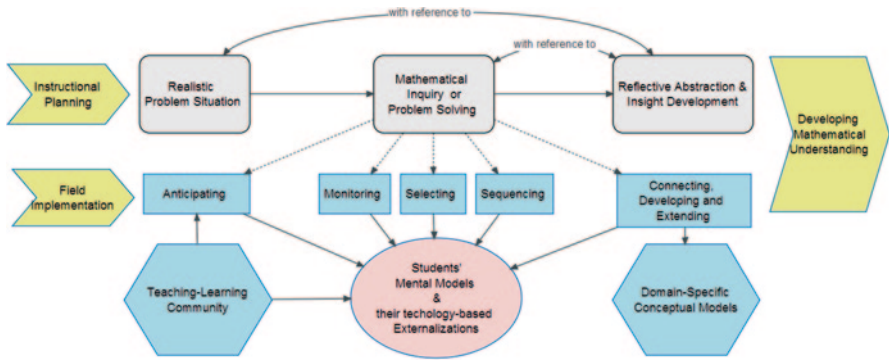 with reference to
with reference to
Instructional
Planning
Realistic
Problem Situation
Mathematical
Inquiry or
Problem Solving
Reflective Abstraction &
Insight Development
Developing
Mathematical
Understanding
Field
Implementation
Anticipating
Monitoring
Selecting
Sequencing
Connecting,
Developing and
Extending
Teaching-Learning
Community
Students'
Mental Models
&
their techology-based
Externalizations
Domain-Specific
Conceptual Models